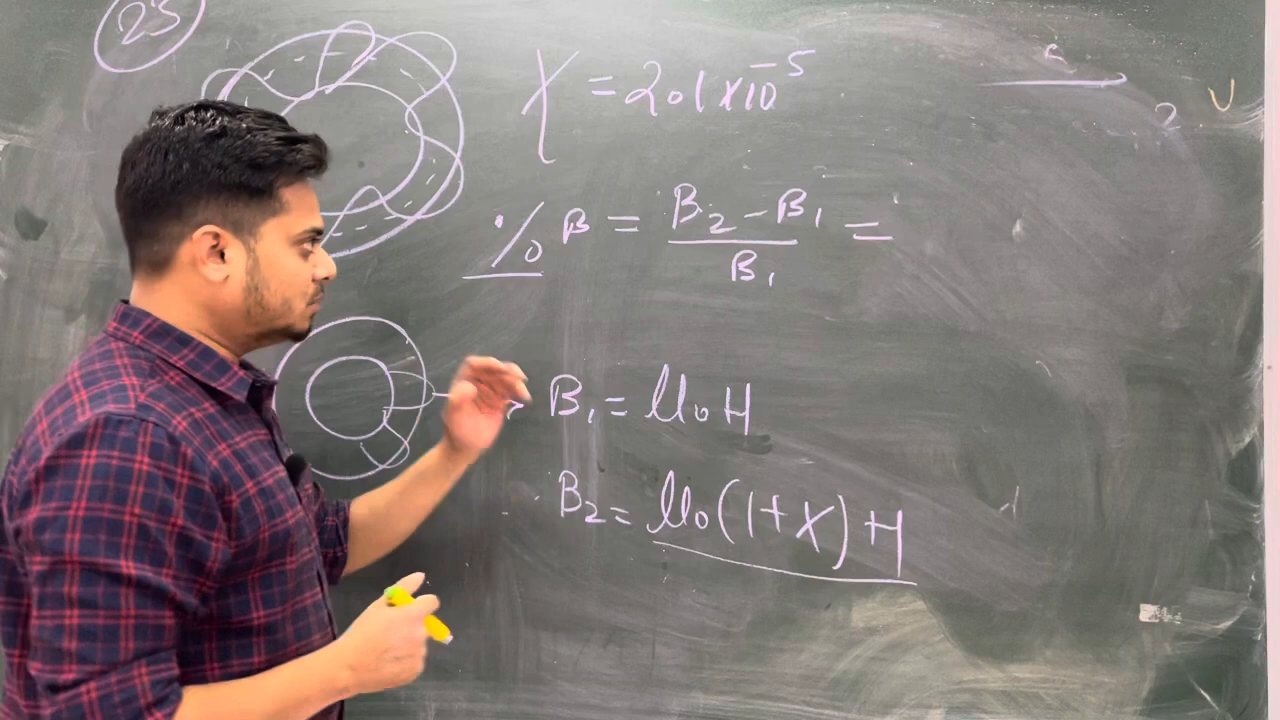 23
χ = 2.1×10⁻⁵
% B = (B₂ - B₁)/B₁ =
B₁ = μ₀H
B₂ = μ₀(1+χ)H